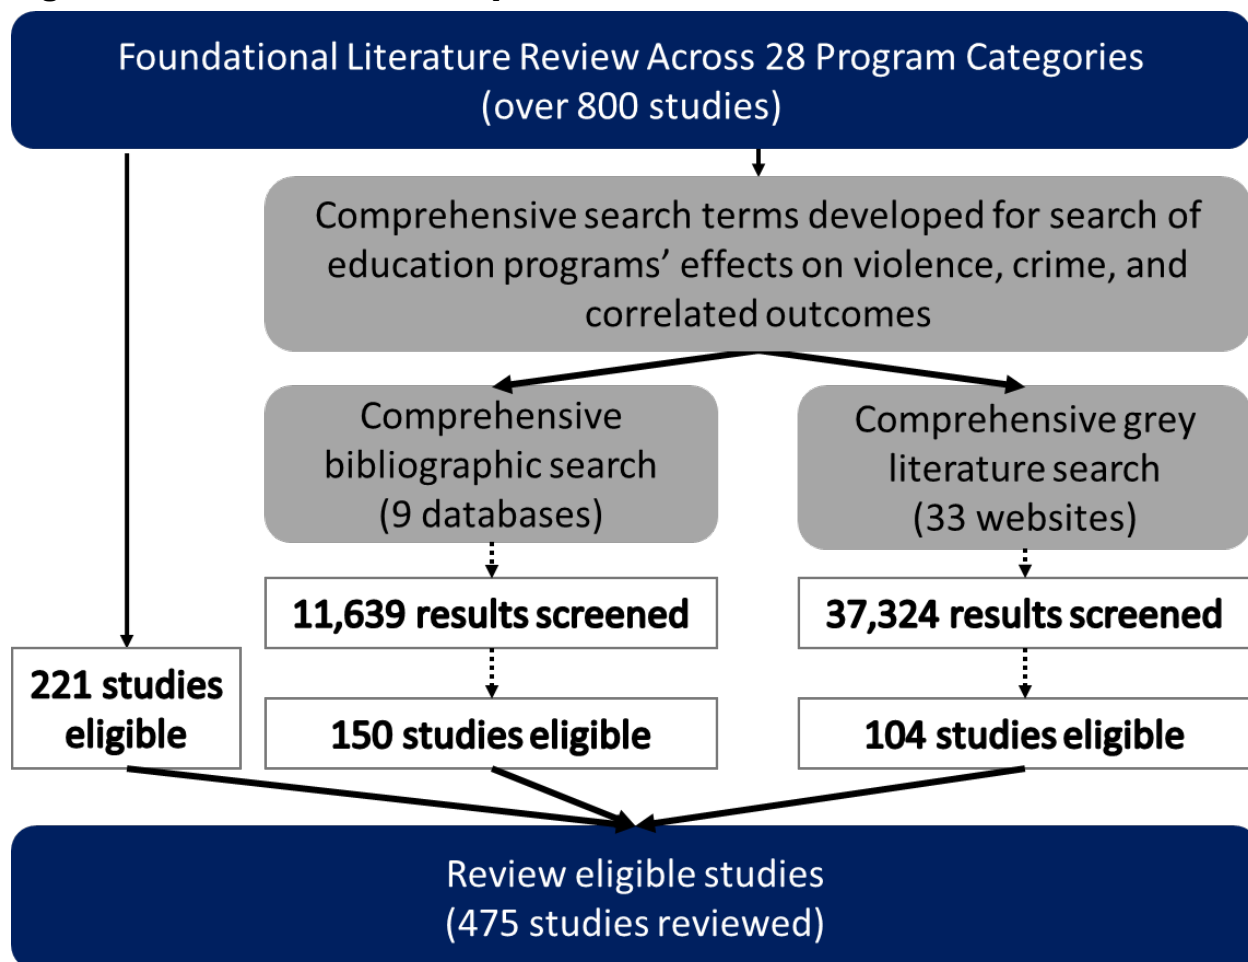 Foundational Literature Review Across 28 Program Categories
(over 800 studies)
Comprehensive search terms developed for search of
education programs’ effects on violence, crime, and
correlated outcomes
Comprehensive
bibliographic search
(9 databases)
Comprehensive grey
literature search
(33 websites)
11,639 results screened
37,324 results screened
221 studies
eligible
150 studies eligible
104 studies eligible
Review eligible studies
(475 studies reviewed)